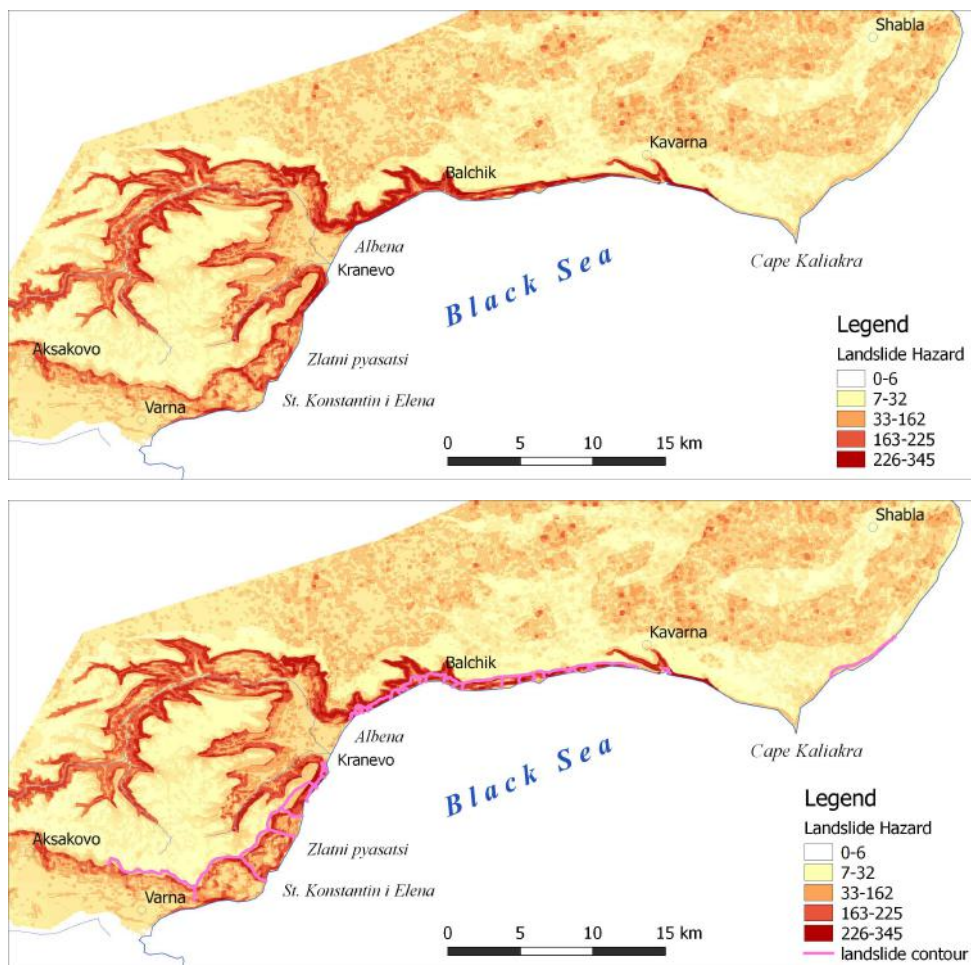 Shabla
Kavarna
Balchik
Albena
Kranevo
Cape Kaliakra
Black Sea
Legend
Landslide Hazard
0-6
7-32
33-162
163-225
226-345
Zlatni pyasatsi
Aksakovo
St. Konstantin i Elena
Varna
0 5 10 15 km
Shabla
Kavarna
Balchik
Albena
Kranevo
Cape Kaliakra
Black Sea
Legend
Landslide Hazard
0-6
7-32
33-162
163-225
226-345
landslide contour
Zlatni pyasatsi
Aksakovo
St. Konstantin i Elena
Varna
0 5 10 15 km